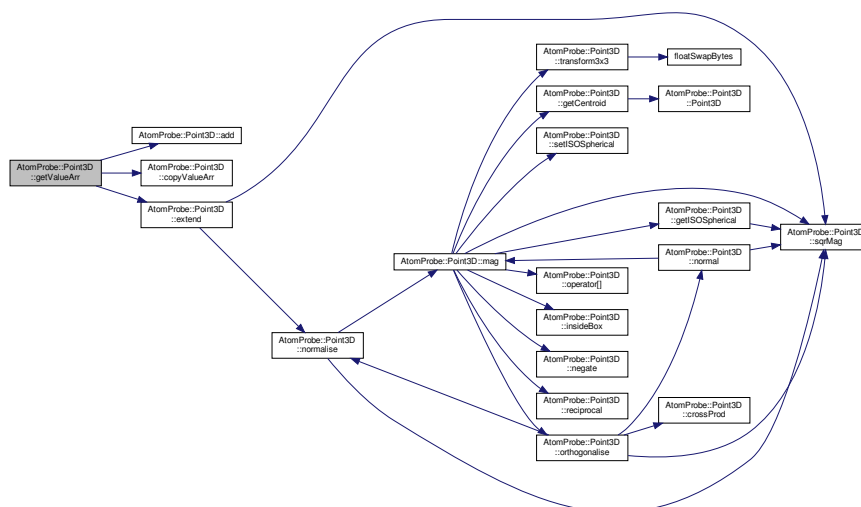 AtomProbe::Point3D
::getValueArr
AtomProbe::Point3D::add
AtomProbe::Point3D
::copyValueArr
AtomProbe::Point3D
::extend
AtomProbe::Point3D
::normalise
AtomProbe::Point3D::mag
AtomProbe::Point3D
::transform3x3
AtomProbe::Point3D
::getCentroid
AtomProbe::Point3D
::setISOSpherical
AtomProbe::Point3D
::operator[]
AtomProbe::Point3D
::insideBox
AtomProbe::Point3D
::negate
AtomProbe::Point3D
::reciprocal
AtomProbe::Point3D
::orthogonalise
floatSwapBytes
AtomProbe::Point3D
::Point3D
AtomProbe::Point3D
::getISOSpherical
AtomProbe::Point3D
::normal
AtomProbe::Point3D
::crossProd
AtomProbe::Point3D
::sqrMag